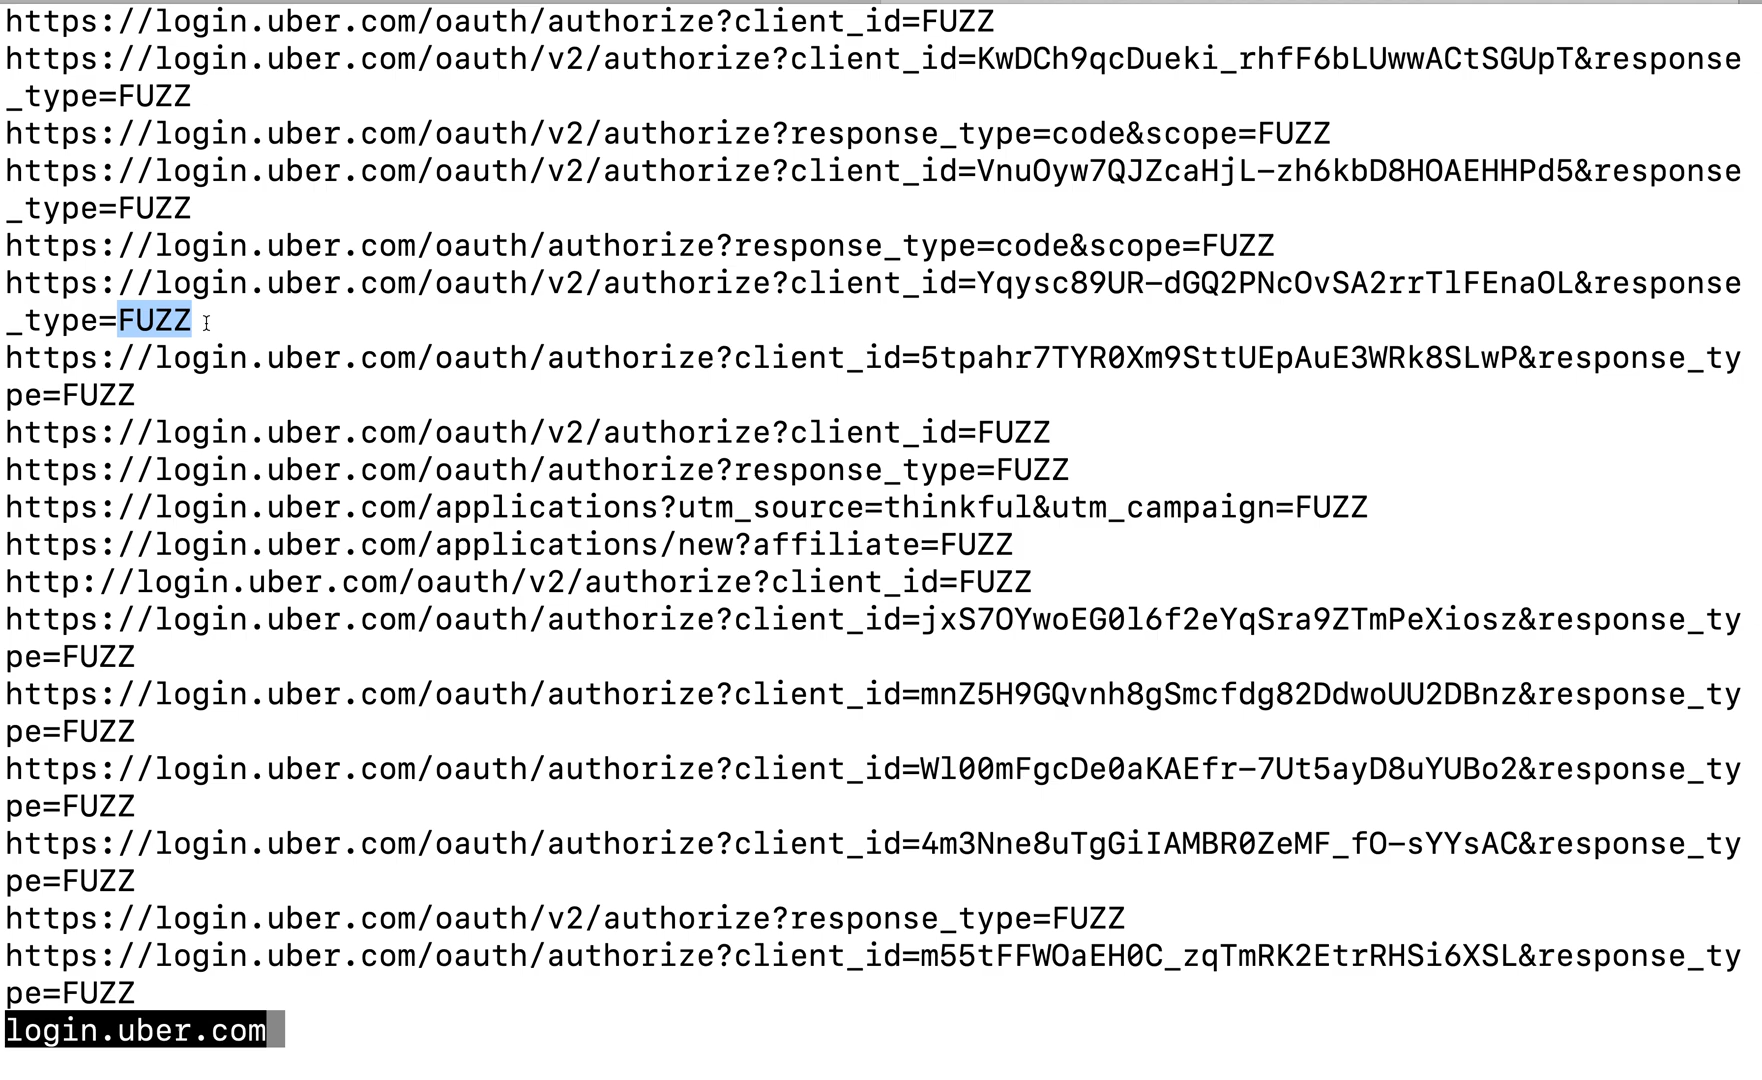 https://login.uber.com/oauth/authorize?client_id=FUZZ
https://login.uber.com/oauth/v2/authorize?client_id=KwDCh9qcDueki_rhfF6bLUwwACtSGUpT&response
_type=FUZZ
https://login.uber.com/oauth/v2/authorize?response_type=code&scope=FUZZ
https://login.uber.com/oauth/v2/authorize?client_id=VnuOyw7QJZcaHjL-zh6kbD8HOAEHHPd5&response
_type=FUZZ
https://login.uber.com/oauth/authorize?response_type=code&scope=FUZZ
https://login.uber.com/oauth/v2/authorize?client_id=Yqysc89UR-dGQ2PNcOvSA2rrTlFEnaOL&response
_type=FUZZ
https://login.uber.com/oauth/authorize?client_id=5tpahr7TYR0Xm9SttUEpAuE3WRk8SLwP&response_ty
pe=FUZZ
https://login.uber.com/oauth/v2/authorize?client_id=FUZZ
https://login.uber.com/oauth/authorize?response_type=FUZZ
https://login.uber.com/applications?utm_source=thinkful&utm_campaign=FUZZ
https://login.uber.com/applications/new?affiliate=FUZZ
http://login.uber.com/oauth/v2/authorize?client_id=FUZZ
https://login.uber.com/oauth/authorize?client_id=jxS7OYwoEG0l6f2eYqSra9ZTmPeXiosz&response_ty
pe=FUZZ
https://login.uber.com/oauth/authorize?client_id=mnZ5H9GQvnh8gSmcfdg82DdwoUU2DBnz&response_ty
pe=FUZZ
https://login.uber.com/oauth/authorize?client_id=Wl00mFgcDe0aKAEfr-7Ut5ayD8uYUBo2&response_ty
pe=FUZZ
https://login.uber.com/oauth/authorize?client_id=4m3Nne8uTgGiIAMBR0ZeMF_fO-sYYsAC&response_ty
pe=FUZZ
https://login.uber.com/oauth/v2/authorize?response_type=FUZZ
https://login.uber.com/oauth/authorize?client_id=m55tFFWOaEH0C_zqTmRK2EtrRHSi6XSL&response_ty
pe=FUZZ
login.uber.com